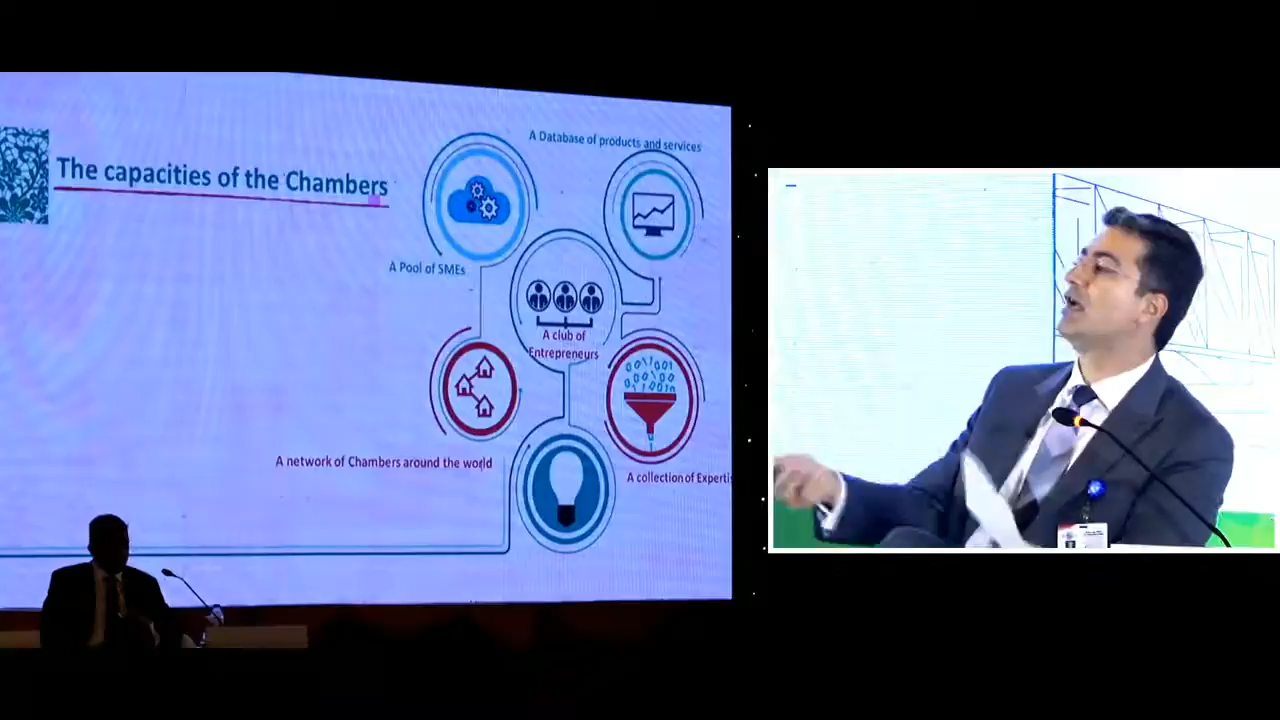 A Database of products and services
The capacities of the Chambers
A Pool of SMEs
A club of
Entrepreneurs
A network of Chambers around the world
A collection of Expertis